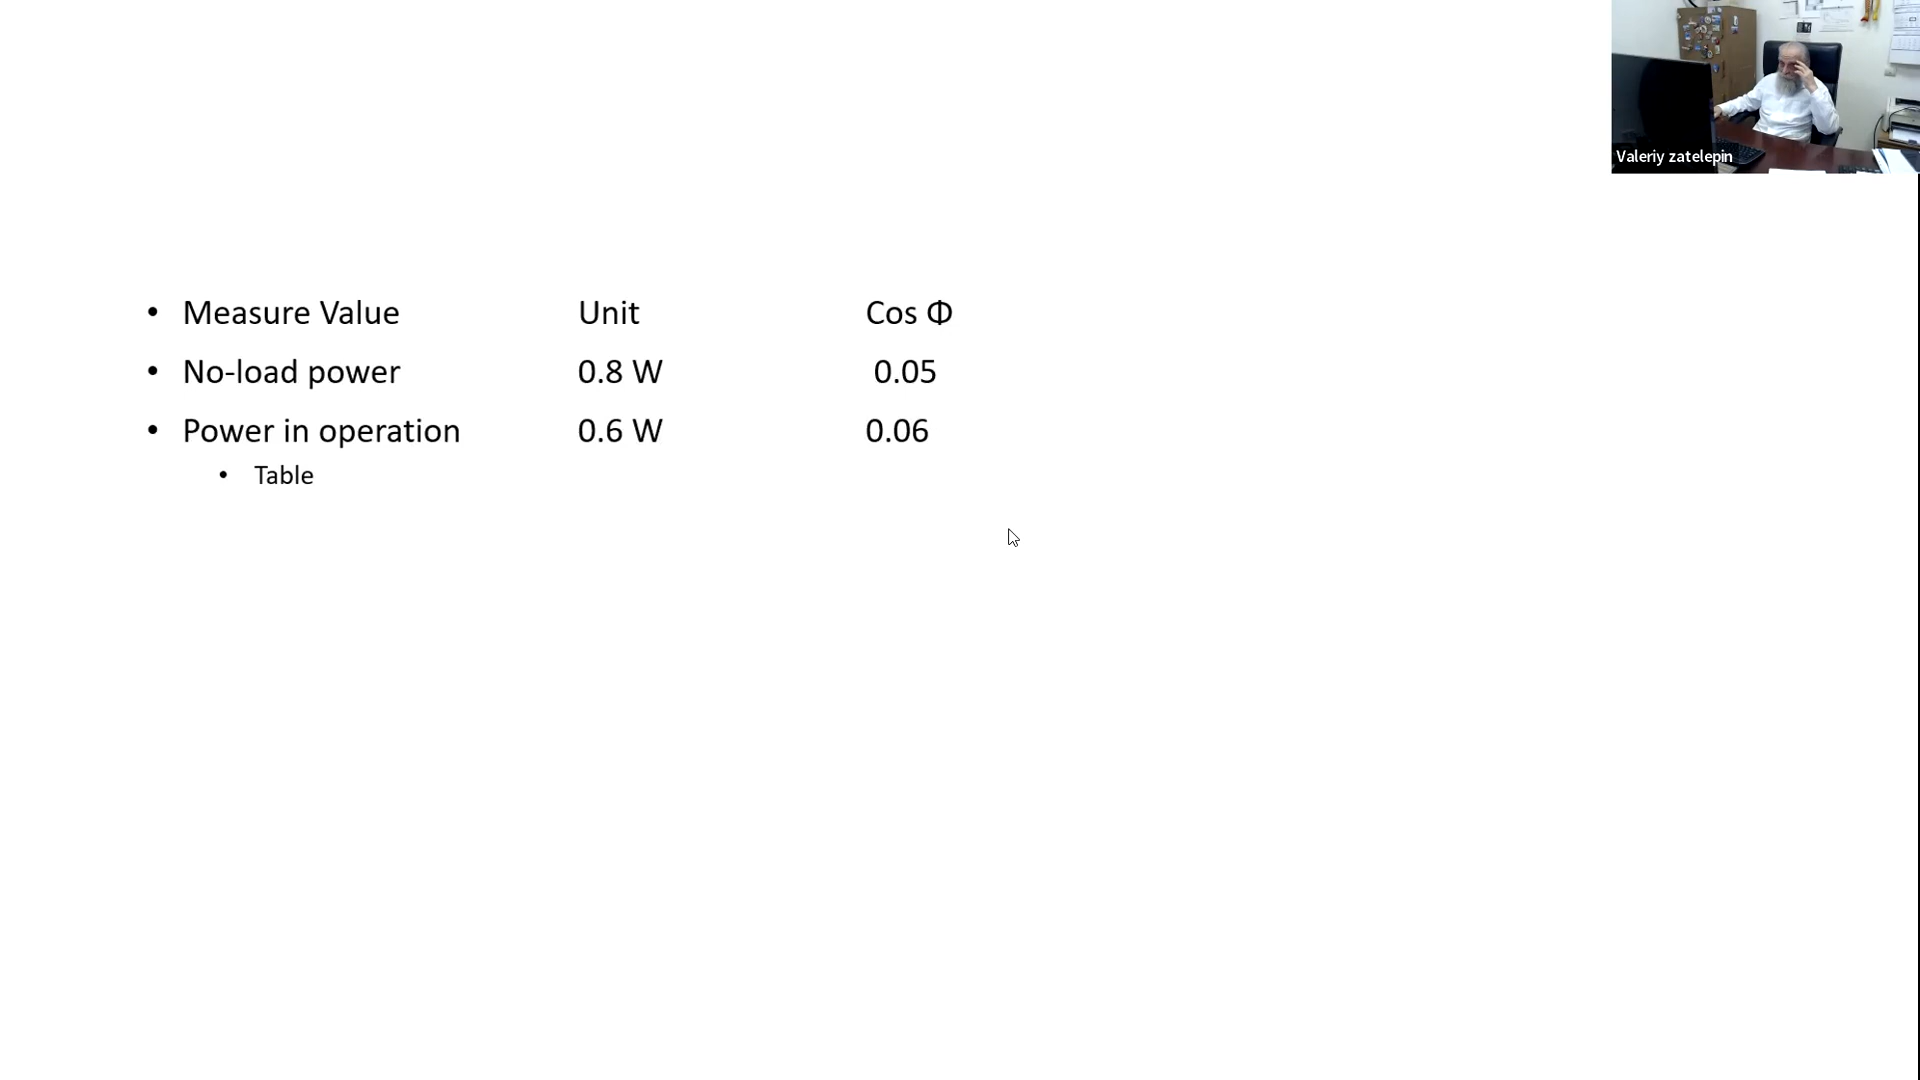 Valeriy zatelepin
• Measure Value Unit Cos Φ
• No-load power 0.8 W 0.05
• Power in operation 0.6 W 0.06
• Table